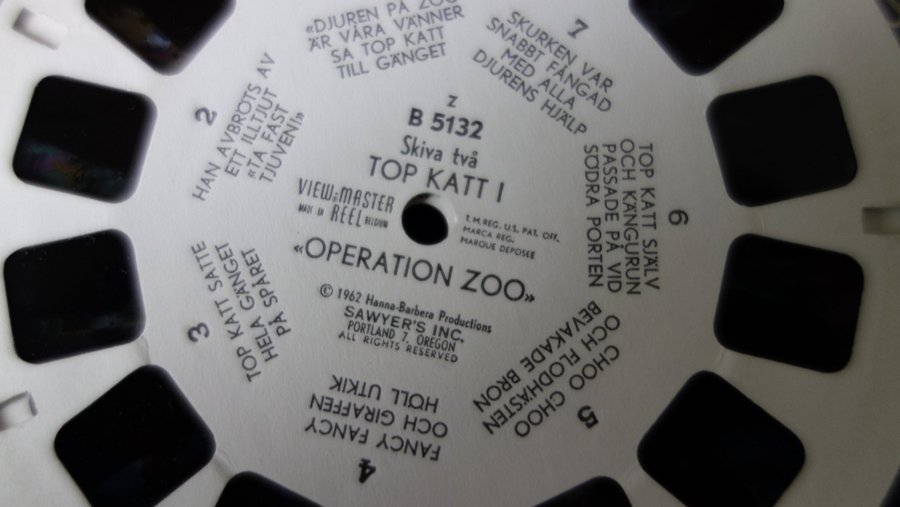 Z
B 5132
Skiva två
TOP KATT I
VIEW-MASTER
MADE IN REEL BELGIUM
T. M. REG. U.S. PAT. OFF.
MARCA REG.
MARQUE DEPOSEE
«OPERATION ZOO»
© 1962 Hanna-Barbera Productions
SAWYER'S INC.
PORTLAND 7, OREGON
ALL RIGHTS RESERVED
«DJUREN PÅ ZOO
ÄR VÅRA VÄNNER
SA TOP KATT
TILL GÄNGET
2
HAN AVBRÖTS AV
ETT ILLTJUT
«TA FAST
TJUVEN!»
3
TOP KATT SATTE
HELA GÄNGET
PÅ SPÅRET
4
FANCY FANCY
OCH GIRAFFEN
HÖLL UTKIK
5
CHOO CHOO
OCH FLODHÄSTEN
BEVAKADE BRON
6
TOP KATT SJÄLV
OCH KÄNGURUN
PASSADE PÅ VID
SÖDRA PORTEN
7
SKURKEN VAR
SNABBT FÅNGAD
MED ALLA
DJURENS HJÄLP